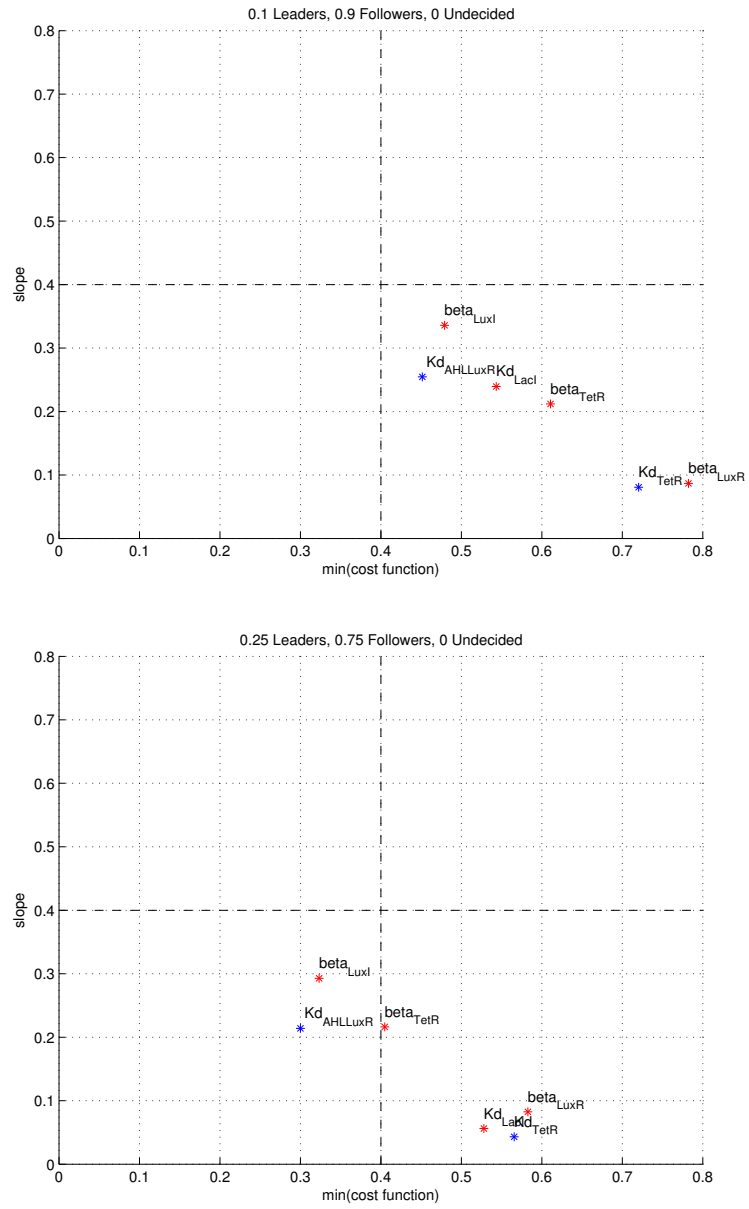 0.1 Leaders, 0.9 Followers, 0 Undecided
0.8
0.7
0.6
0.5
0.4
0.3
0.2
0.1
0
slope
beta_LuxI
Kd_AHLLuxR
Kd_LacI
beta_TetR
Kd_TetR
beta_LuxR
0 0.1 0.2 0.3 0.4 0.5 0.6 0.7 0.8
min(cost function)
0.25 Leaders, 0.75 Followers, 0 Undecided
0.8
0.7
0.6
0.5
0.4
0.3
0.2
0.1
0
slope
beta_LuxI
Kd_AHLLuxR
beta_TetR
beta_LuxR
Kd_LacI
Kd_TetR
0 0.1 0.2 0.3 0.4 0.5 0.6 0.7 0.8
min(cost function)